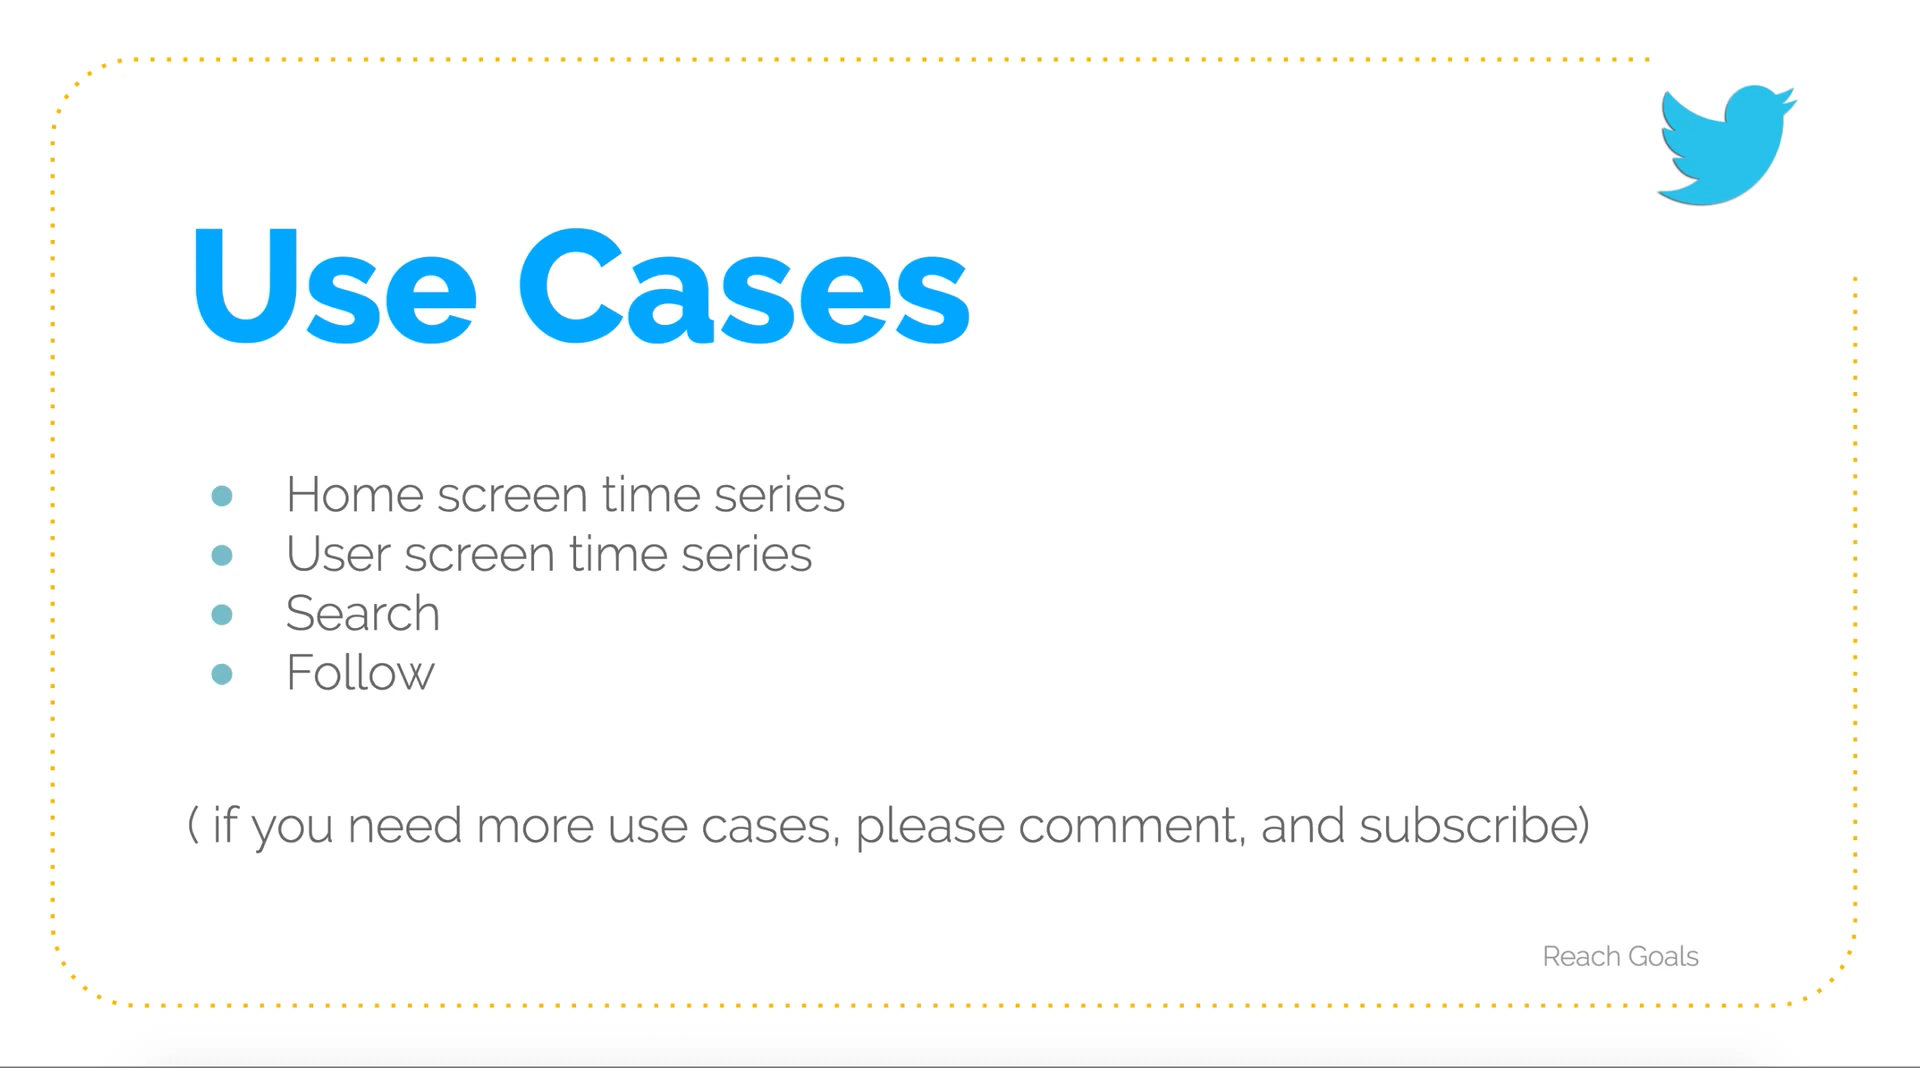 Use Cases
Home screen time series
User screen time series
Search
Follow
( if you need more use cases, please comment, and subscribe)
Reach Goals